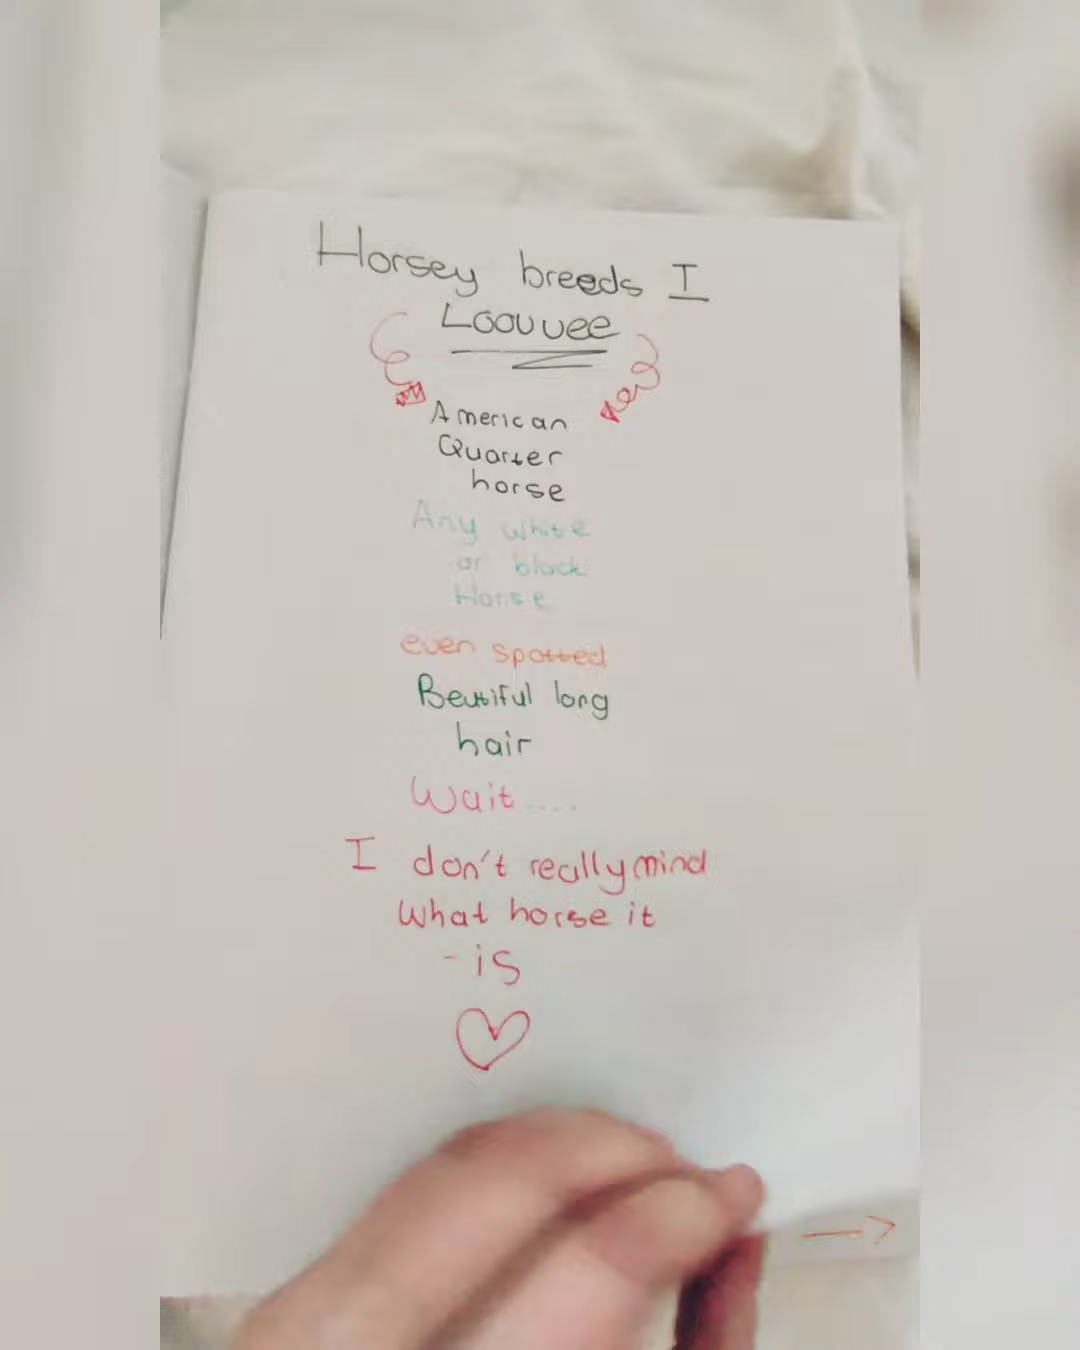 Horsey breeds I
Loovvee
American
Quarter
horse
Any white
or black
Horse
even spotted
Beutiful long
hair
Wait....
I don't really mind
What horse it
-is